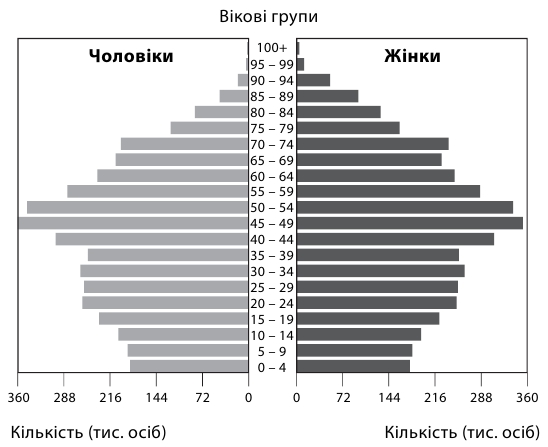 Вікові групи
Чоловіки
Жінки
100+
95 – 99
90 – 94
85 – 89
80 – 84
75 – 79
70 – 74
65 – 69
60 – 64
55 – 59
50 – 54
45 – 49
40 – 44
35 – 39
30 – 34
25 – 29
20 – 24
15 – 19
10 – 14
5 – 9
0 – 4
360 288 216 144 72 0 0 72 144 216 288 360
Кількість (тис. осіб) Кількість (тис. осіб)